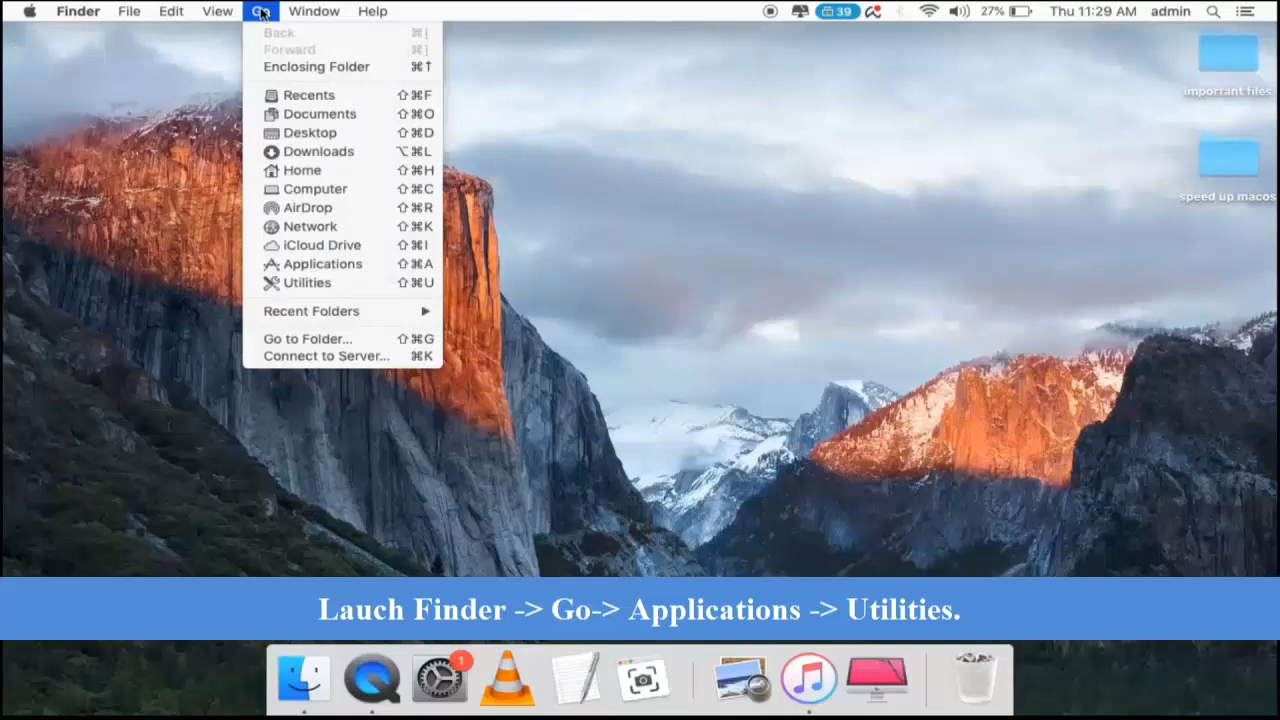 Finder File Edit View Go Window Help 39 27% Thu 11:29 AM admin
Back ⌘[
Forward ⌘]
Enclosing Folder ⌘↑
Recents ⇧⌘F
Documents ⇧⌘O
Desktop ⇧⌘D
Downloads ⌥⌘L
Home ⇧⌘H
Computer ⇧⌘C
AirDrop ⇧⌘R
Network ⇧⌘K
iCloud Drive ⇧⌘I
Applications ⇧⌘A
Utilities ⇧⌘U
Recent Folders ▶
Go to Folder... ⇧⌘G
Connect to Server... ⌘K
important files
speed up macos
Lauch Finder -> Go-> Applications -> Utilities.
1